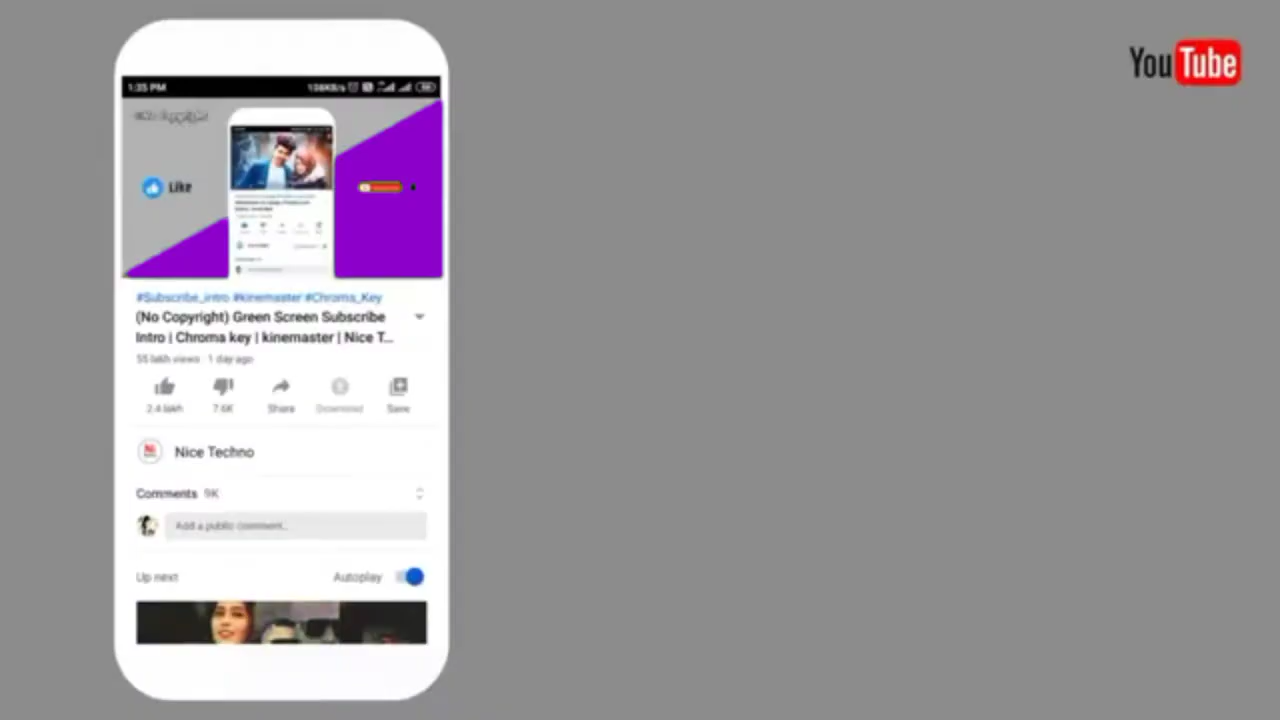 YouTube
1:35 PM
Like
#Subscribe_intro #kinemaster #Chroma_Key
(No Copyright) Green Screen Subscribe
Intro | Chroma key | kinemaster | Nice T...
55 lakh views · 1 day ago
2.4 lakh 7.6K Share Download Save
Nice Techno
Comments 9K
Add a public comment...
Up next Autoplay